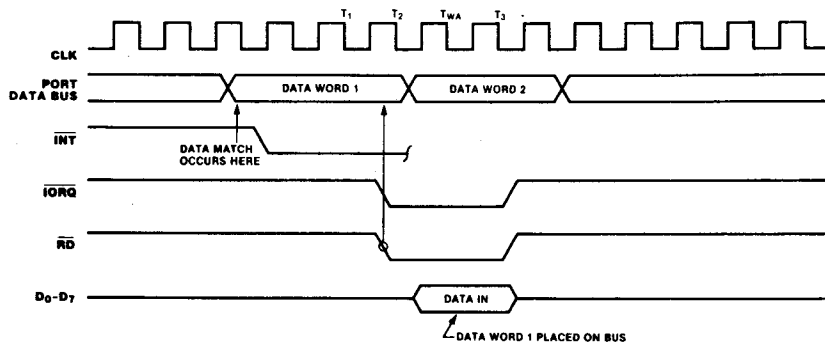 T1 T2 TWA T3
CLK
PORT
DATA BUS
DATA WORD 1 DATA WORD 2
INT
DATA MATCH
OCCURS HERE
IORQ
RD
D0-D7
DATA IN
DATA WORD 1 PLACED ON BUS